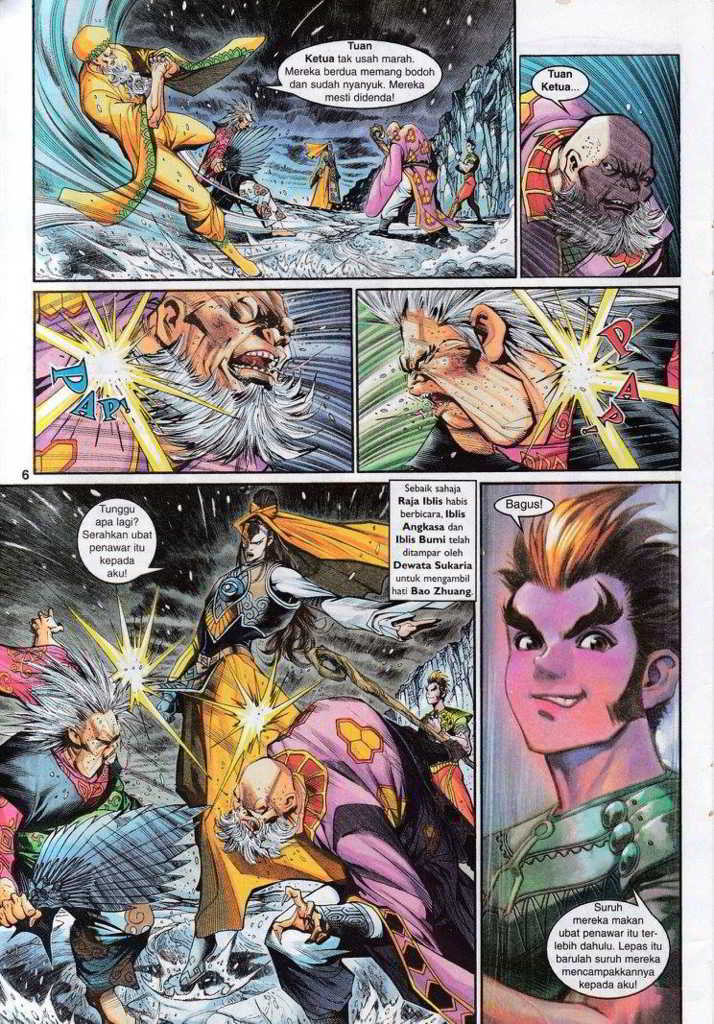 Tuan
Ketua tak usah marah.
Mereka berdua memang bodoh
dan sudah nyanyuk. Mereka
mesti didenda!
Tuan
Ketua...
PAP!
PAP!
6
Tunggu
apa lagi?
Serahkan ubat
penawar itu
kepada
aku!
Sebaik sahaja
Raja Iblis habis
berbicara, Iblis
Angkasa dan
Iblis Bumi telah
ditampar oleh
Dewata Sukaria
untuk mengambil
hati Bao Zhuang.
Bagus!
Suruh
mereka makan
ubat penawar itu ter-
lebih dahulu. Lepas itu
barulah suruh mereka
mencampakkannya
kepada aku!